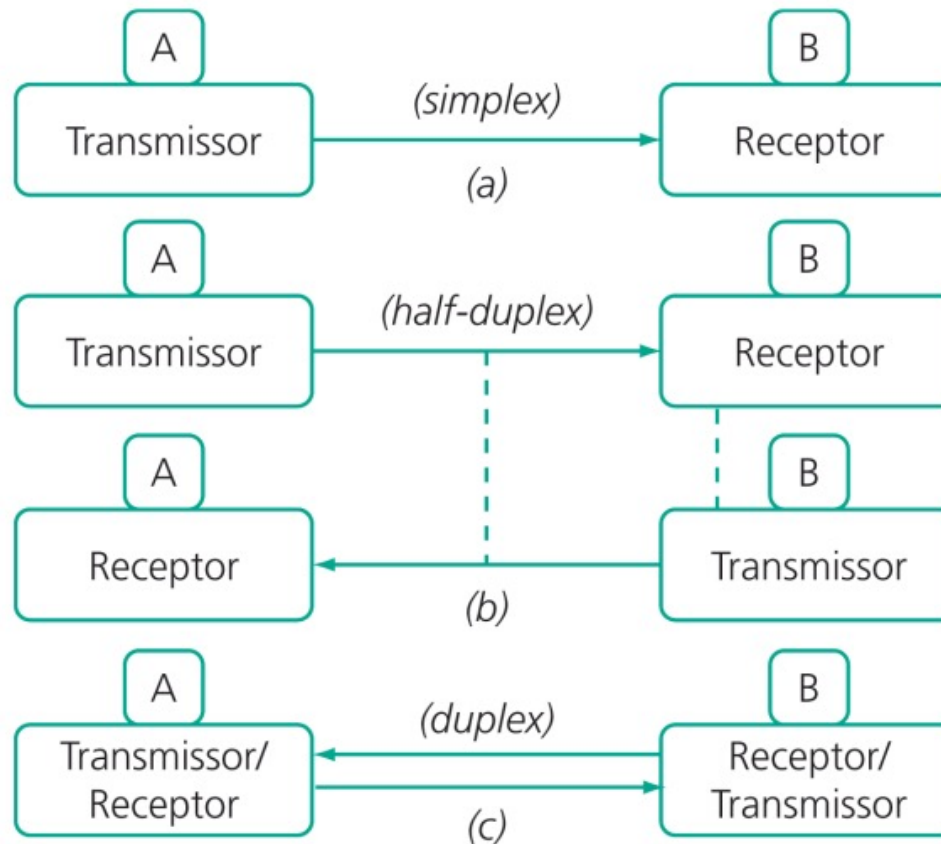 A
B
Transmissor
(simplex)
Receptor
(a)
A
B
Transmissor
(half-duplex)
Receptor
A
B
Receptor
Transmissor
(b)
A
B
Transmissor/
Receptor
(duplex)
Receptor/
Transmissor
(c)